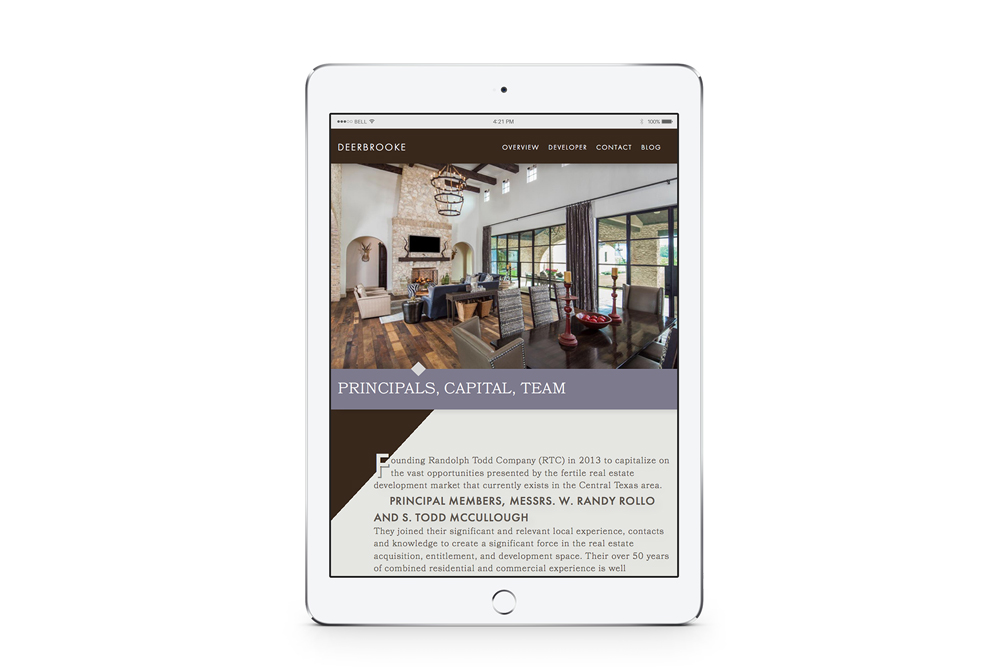 BELL 4:21 PM 100%
DEERBROOKE OVERVIEW DEVELOPER CONTACT BLOG
PRINCIPALS, CAPITAL, TEAM
Founding Randolph Todd Company (RTC) in 2013 to capitalize on
the vast opportunities presented by the fertile real estate
development market that currently exists in the Central Texas area.
PRINCIPAL MEMBERS, MESSRS. W. RANDY ROLLO
AND S. TODD MCCULLOUGH
They joined their significant and relevant local experience, contacts
and knowledge to create a significant force in the real estate
acquisition, entitlement, and development space. Their over 50 years
of combined residential and commercial experience is well